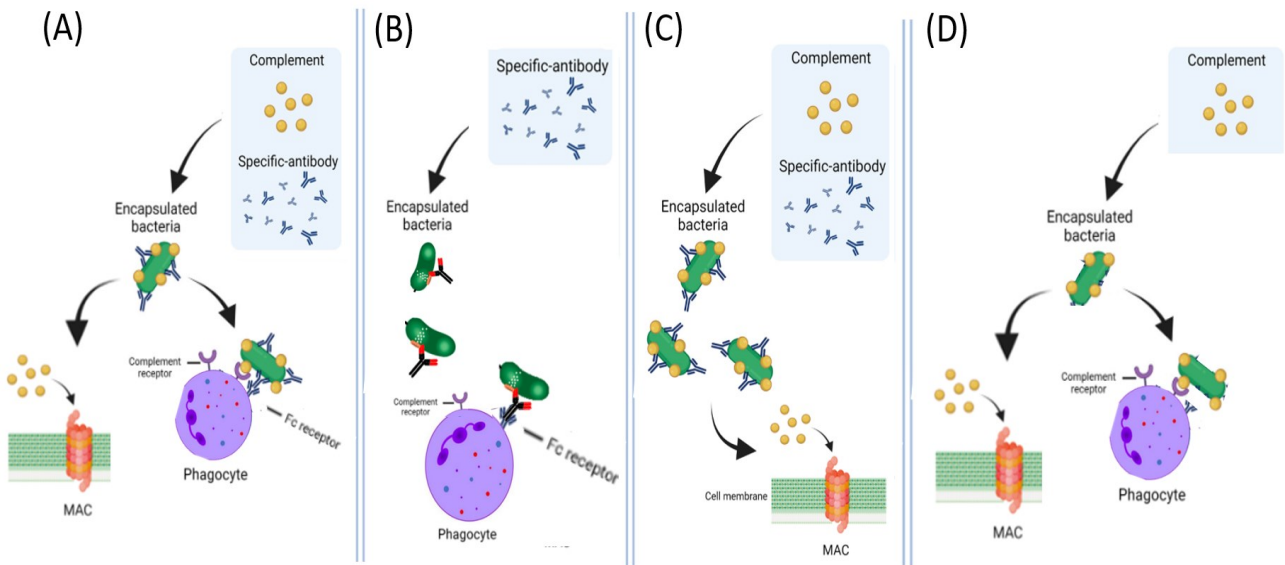 (A)
Complement
Specific-antibody
Encapsulated
bacteria
Complement
receptor
Fc receptor
Phagocyte
MAC
(B)
Specific-antibody
Encapsulated
bacteria
Complement
receptor
Fc receptor
Phagocyte
(C)
Complement
Specific-antibody
Encapsulated
bacteria
Cell membrane
MAC
(D)
Complement
Encapsulated
bacteria
Complement
receptor
Phagocyte
MAC